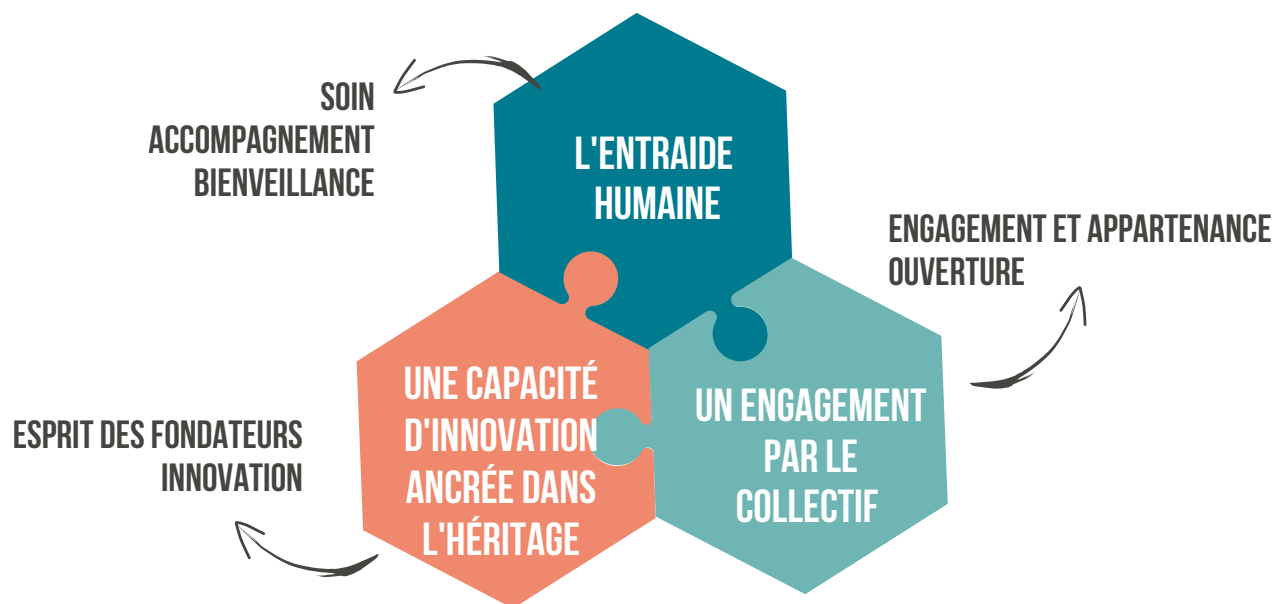 SOIN
ACCOMPAGNEMENT
BIENVEILLANCE
L'ENTRAIDE
HUMAINE
ENGAGEMENT ET APPARTENANCE
OUVERTURE
ESPRIT DES FONDATEURS
INNOVATION
UNE CAPACITÉ
D'INNOVATION
ANCRÉE DANS
L'HÉRITAGE
UN ENGAGEMENT
PAR LE
COLLECTIF